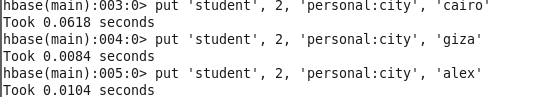 hbase(main):003:0> put 'student', 2, 'personal:city', 'cairo'
Took 0.0618 seconds
hbase(main):004:0> put 'student', 2, 'personal:city', 'giza'
Took 0.0084 seconds
hbase(main):005:0> put 'student', 2, 'personal:city', 'alex'
Took 0.0104 seconds